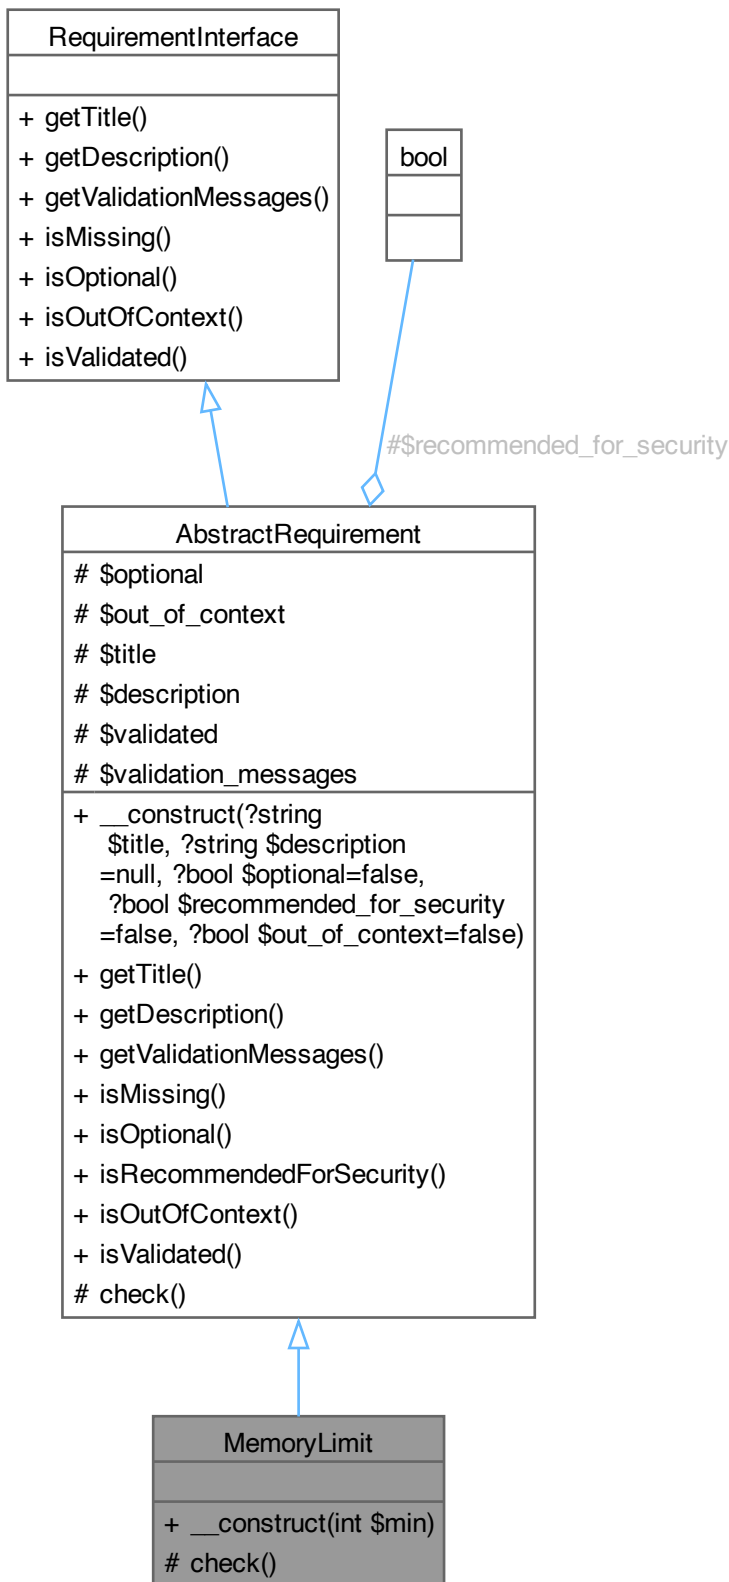 RequirementInterface
+ getTitle()
+ getDescription()
+ getValidationMessages()
+ isMissing()
+ isOptional()
+ isOutOfContext()
+ isValidated()
bool
#$recommended_for_security
AbstractRequirement
# $optional
# $out_of_context
# $title
# $description
# $validated
# $validation_messages
+ __construct(?string
$title, ?string $description
=null, ?bool $optional=false,
?bool $recommended_for_security
=false, ?bool $out_of_context=false)
+ getTitle()
+ getDescription()
+ getValidationMessages()
+ isMissing()
+ isOptional()
+ isRecommendedForSecurity()
+ isOutOfContext()
+ isValidated()
# check()
MemoryLimit
+ __construct(int $min)
# check()